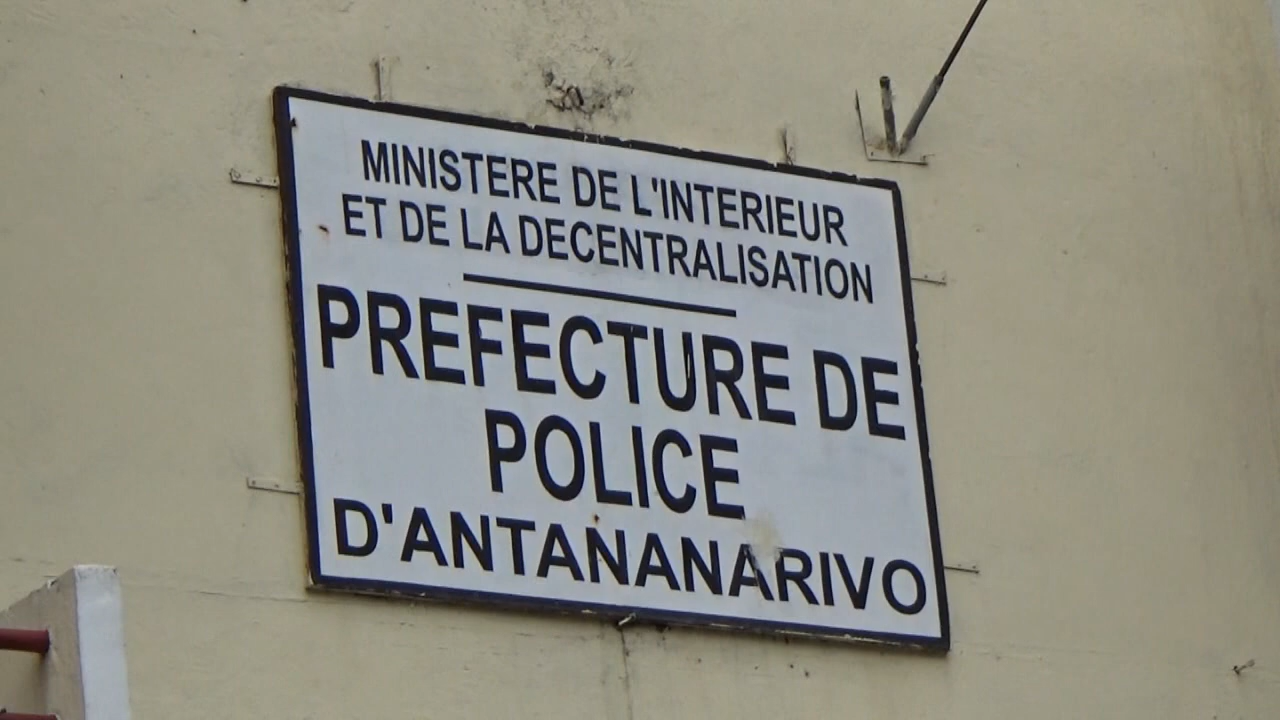 MINISTERE DE L'INTERIEUR
ET DE LA DECENTRALISATION
PREFECTURE DE
POLICE
D'ANTANANARIVO